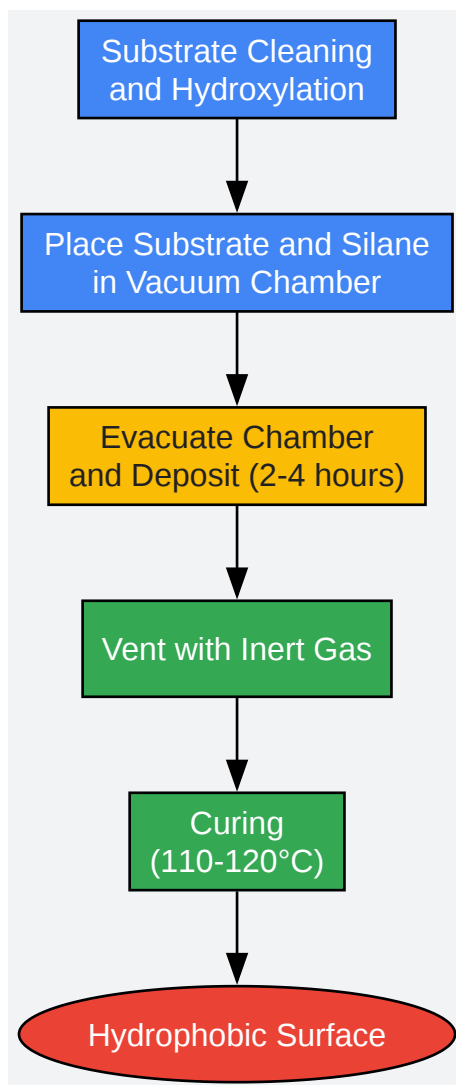 Substrate Cleaning
and Hydroxylation
Place Substrate and Silane
in Vacuum Chamber
Evacuate Chamber
and Deposit (2-4 hours)
Vent with Inert Gas
Curing
(110-120°C)
Hydrophobic Surface